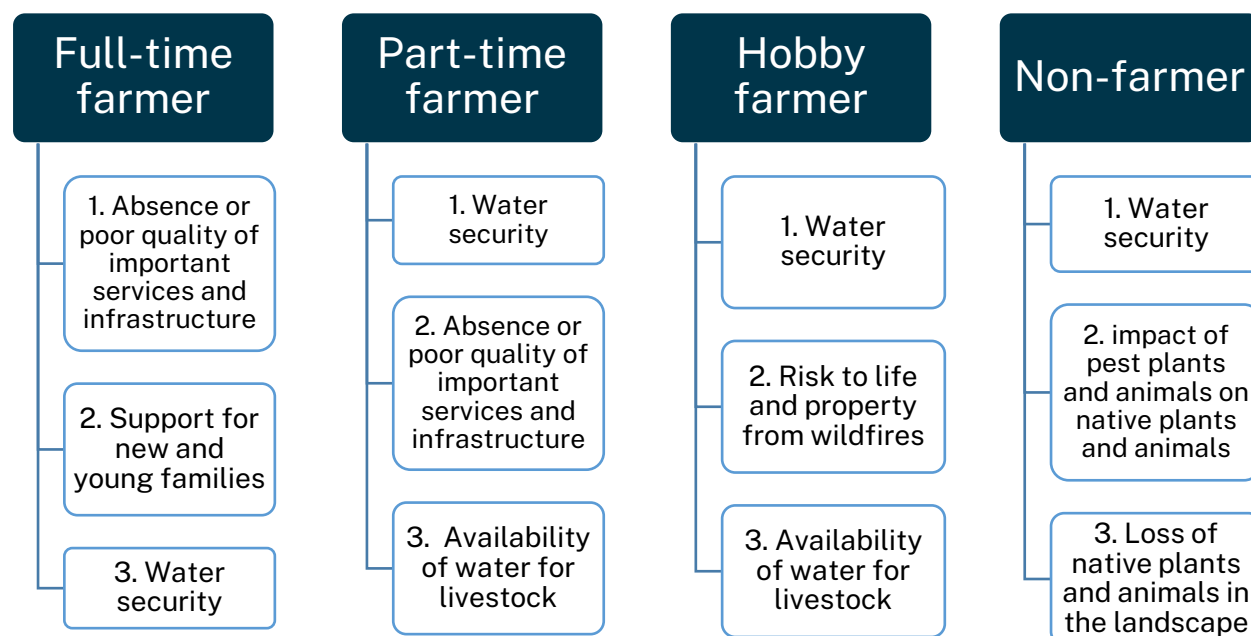 Full-time
farmer
1. Absence or
poor quality of
important
services and
infrastructure
2. Support for
new and
young families
3. Water
security
Part-time
farmer
1. Water
security
2. Absence or
poor quality of
important
services and
infrastructure
3. Availability
of water for
livestock
Hobby
farmer
1. Water
security
2. Risk to life
and property
from wildfires
3. Availability
of water for
livestock
Non-farmer
1. Water
security
2. impact of
pest plants
and animals on
native plants
and animals
3. Loss of
native plants
and animals in
the landscape